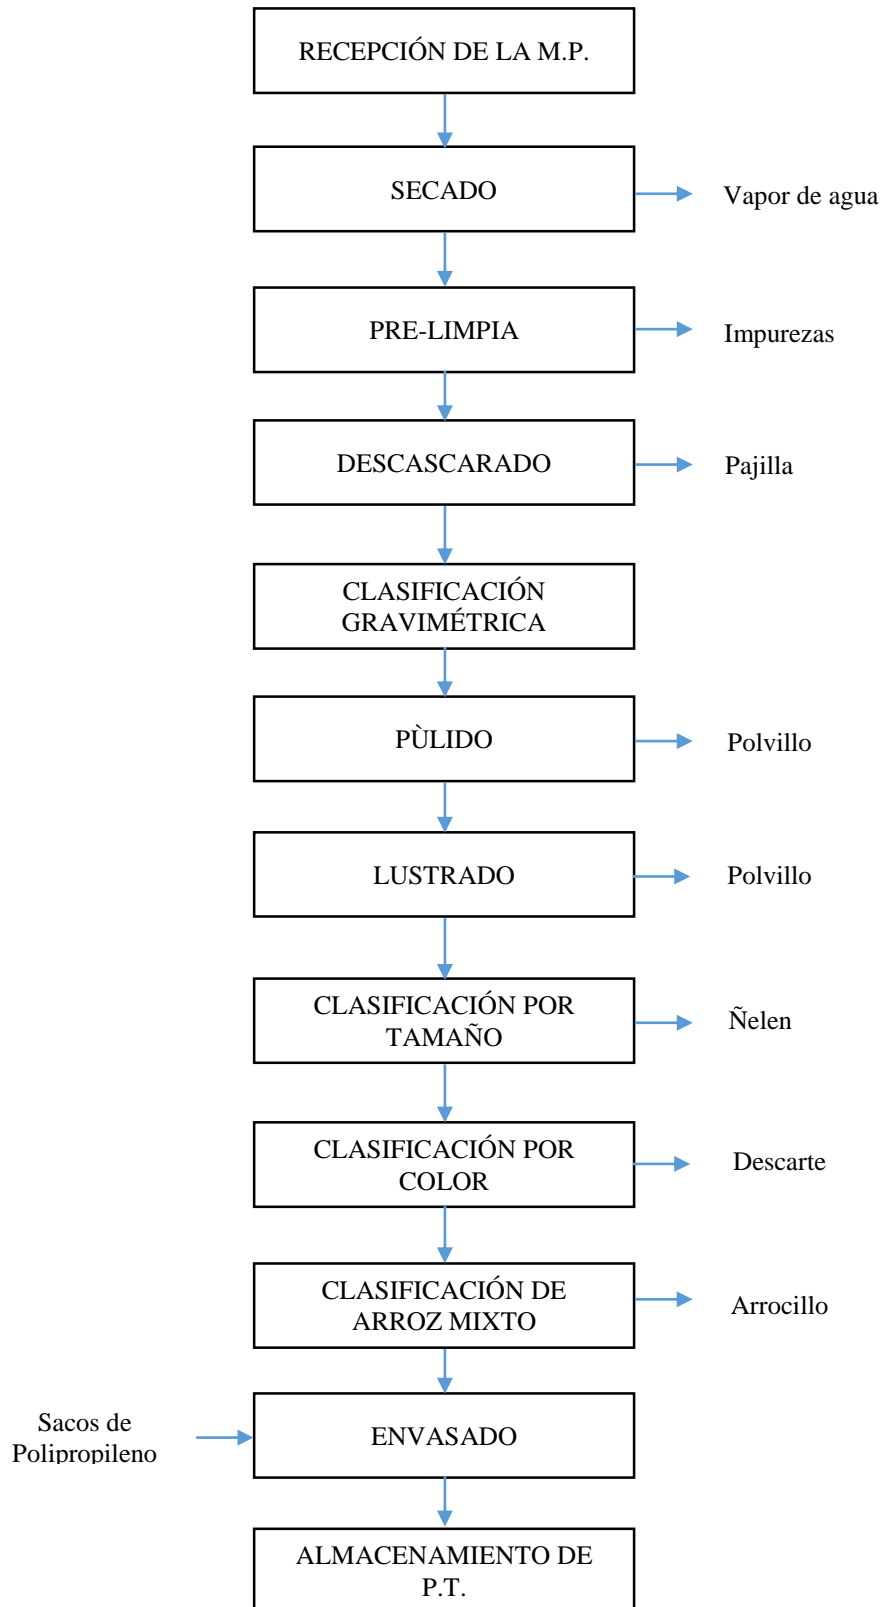 RECEPCIÓN DE LA M.P.
SECADO
Vapor de agua
PRE-LIMPIA
Impurezas
DESCASCARADO
Pajilla
CLASIFICACIÓN
GRAVIMÉTRICA
PÙLIDO
Polvillo
LUSTRADO
Polvillo
CLASIFICACIÓN POR
TAMAÑO
Ñelen
CLASIFICACIÓN POR
COLOR
Descarte
CLASIFICACIÓN DE
ARROZ MIXTO
Arrocillo
Sacos de
Polipropileno
ENVASADO
ALMACENAMIENTO DE
P.T.